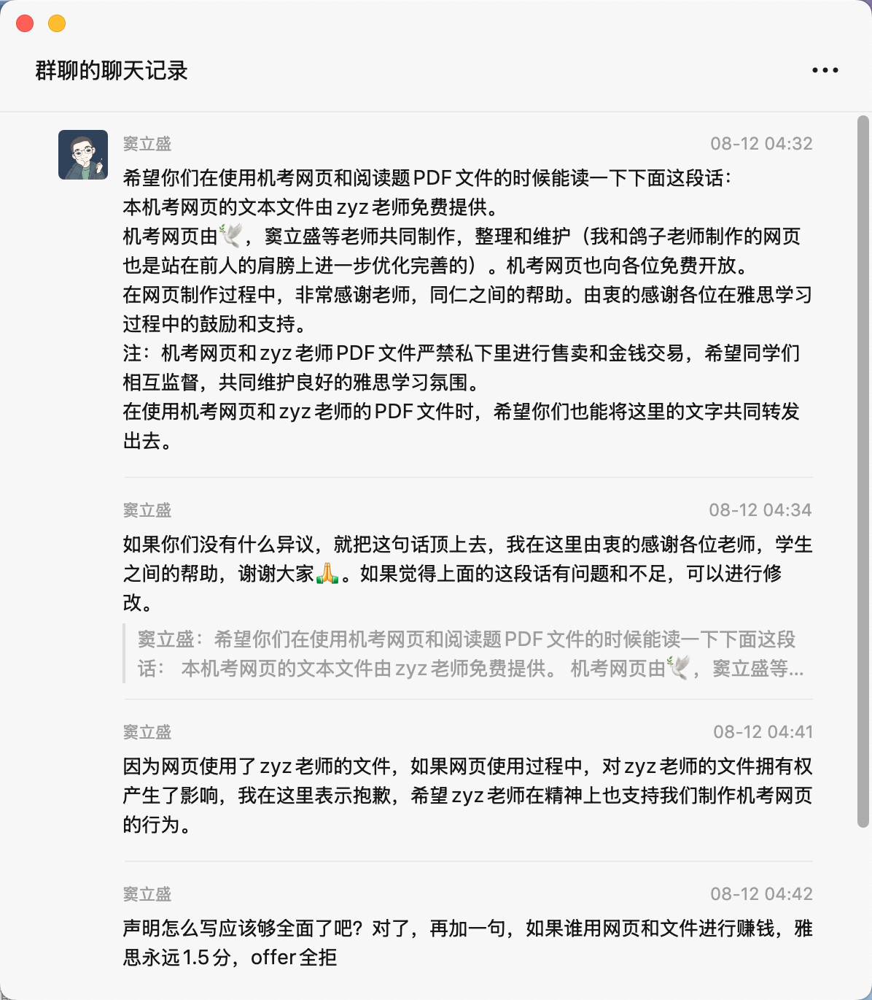 群聊的聊天记录
窦立盛
08-12 04:32
希望你们在使用机考网页和阅读题PDF文件的时候能读一下下面这段话：
本机考网页的文本文件由zyz老师免费提供。
机考网页由🕊️，窦立盛等老师共同制作，整理和维护（我和鸽子老师制作的网页
也是站在前人的肩膀上进一步优化完善的）。机考网页也向各位免费开放。
在网页制作过程中，非常感谢老师，同仁之间的帮助。由衷的感谢各位在雅思学习
过程中的鼓励和支持。
注：机考网页和zyz老师PDF文件严禁私下里进行售卖和金钱交易，希望同学们
相互监督，共同维护良好的雅思学习氛围。
在使用机考网页和zyz老师的PDF文件时，希望你们也能将这里的文字共同转发
出去。
窦立盛
08-12 04:34
如果你们没有什么异议，就把这句话顶上去，我在这里由衷的感谢各位老师，学生
之间的帮助，谢谢大家🙏。如果觉得上面的这段话有问题和不足，可以进行修
改。
窦立盛：希望你们在使用机考网页和阅读题PDF文件的时候能读一下下面这段
话： 本机考网页的文本文件由zyz老师免费提供。 机考网页由🕊️，窦立盛等...
窦立盛
08-12 04:41
因为网页使用了zyz老师的文件，如果网页使用过程中，对zyz老师的文件拥有权
产生了影响，我在这里表示抱歉，希望zyz老师在精神上也支持我们制作机考网页
的行为。
窦立盛
08-12 04:42
声明怎么写应该够全面了吧？对了，再加一句，如果谁用网页和文件进行赚钱，雅
思永远1.5分，offer全拒